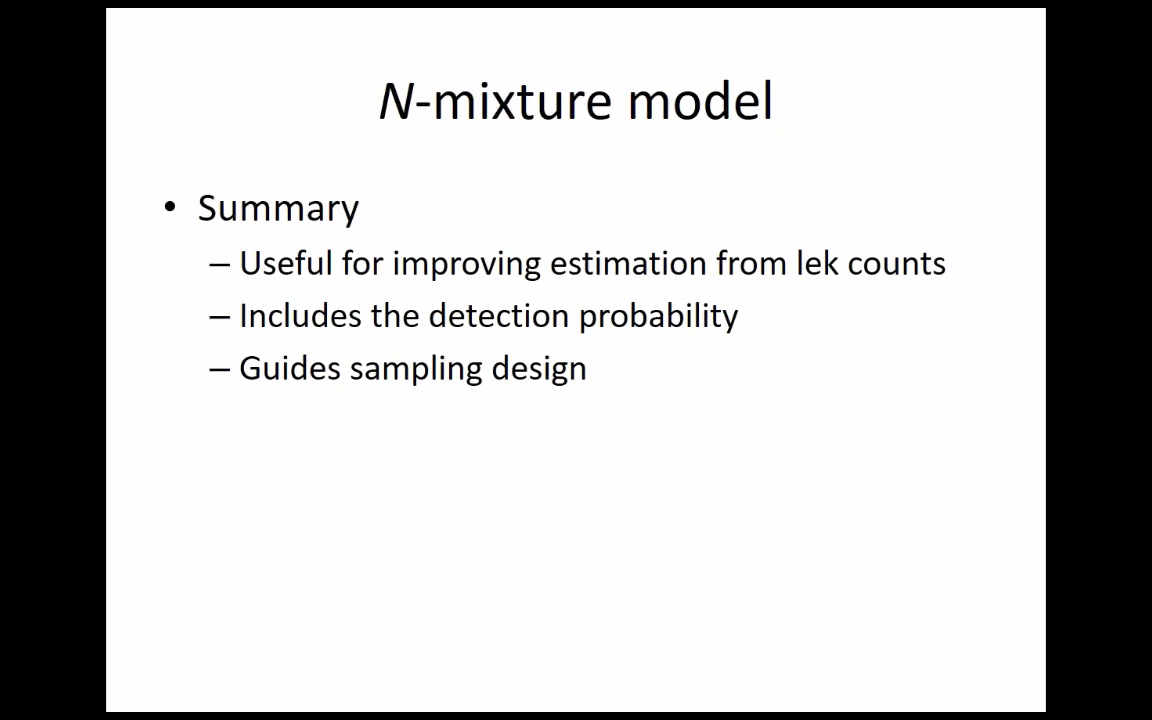 N-mixture model
• Summary
– Useful for improving estimation from lek counts
– Includes the detection probability
– Guides sampling design